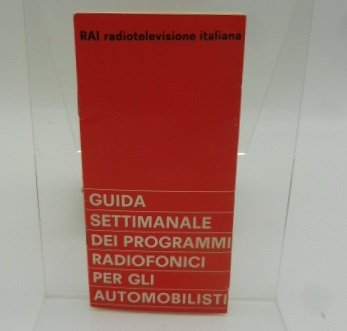 RAI radiotelevisione italiana
GUIDA
SETTIMANALE
DEI PROGRAMMI
RADIOFONICI
PER GLI
AUTOMOBILISTI